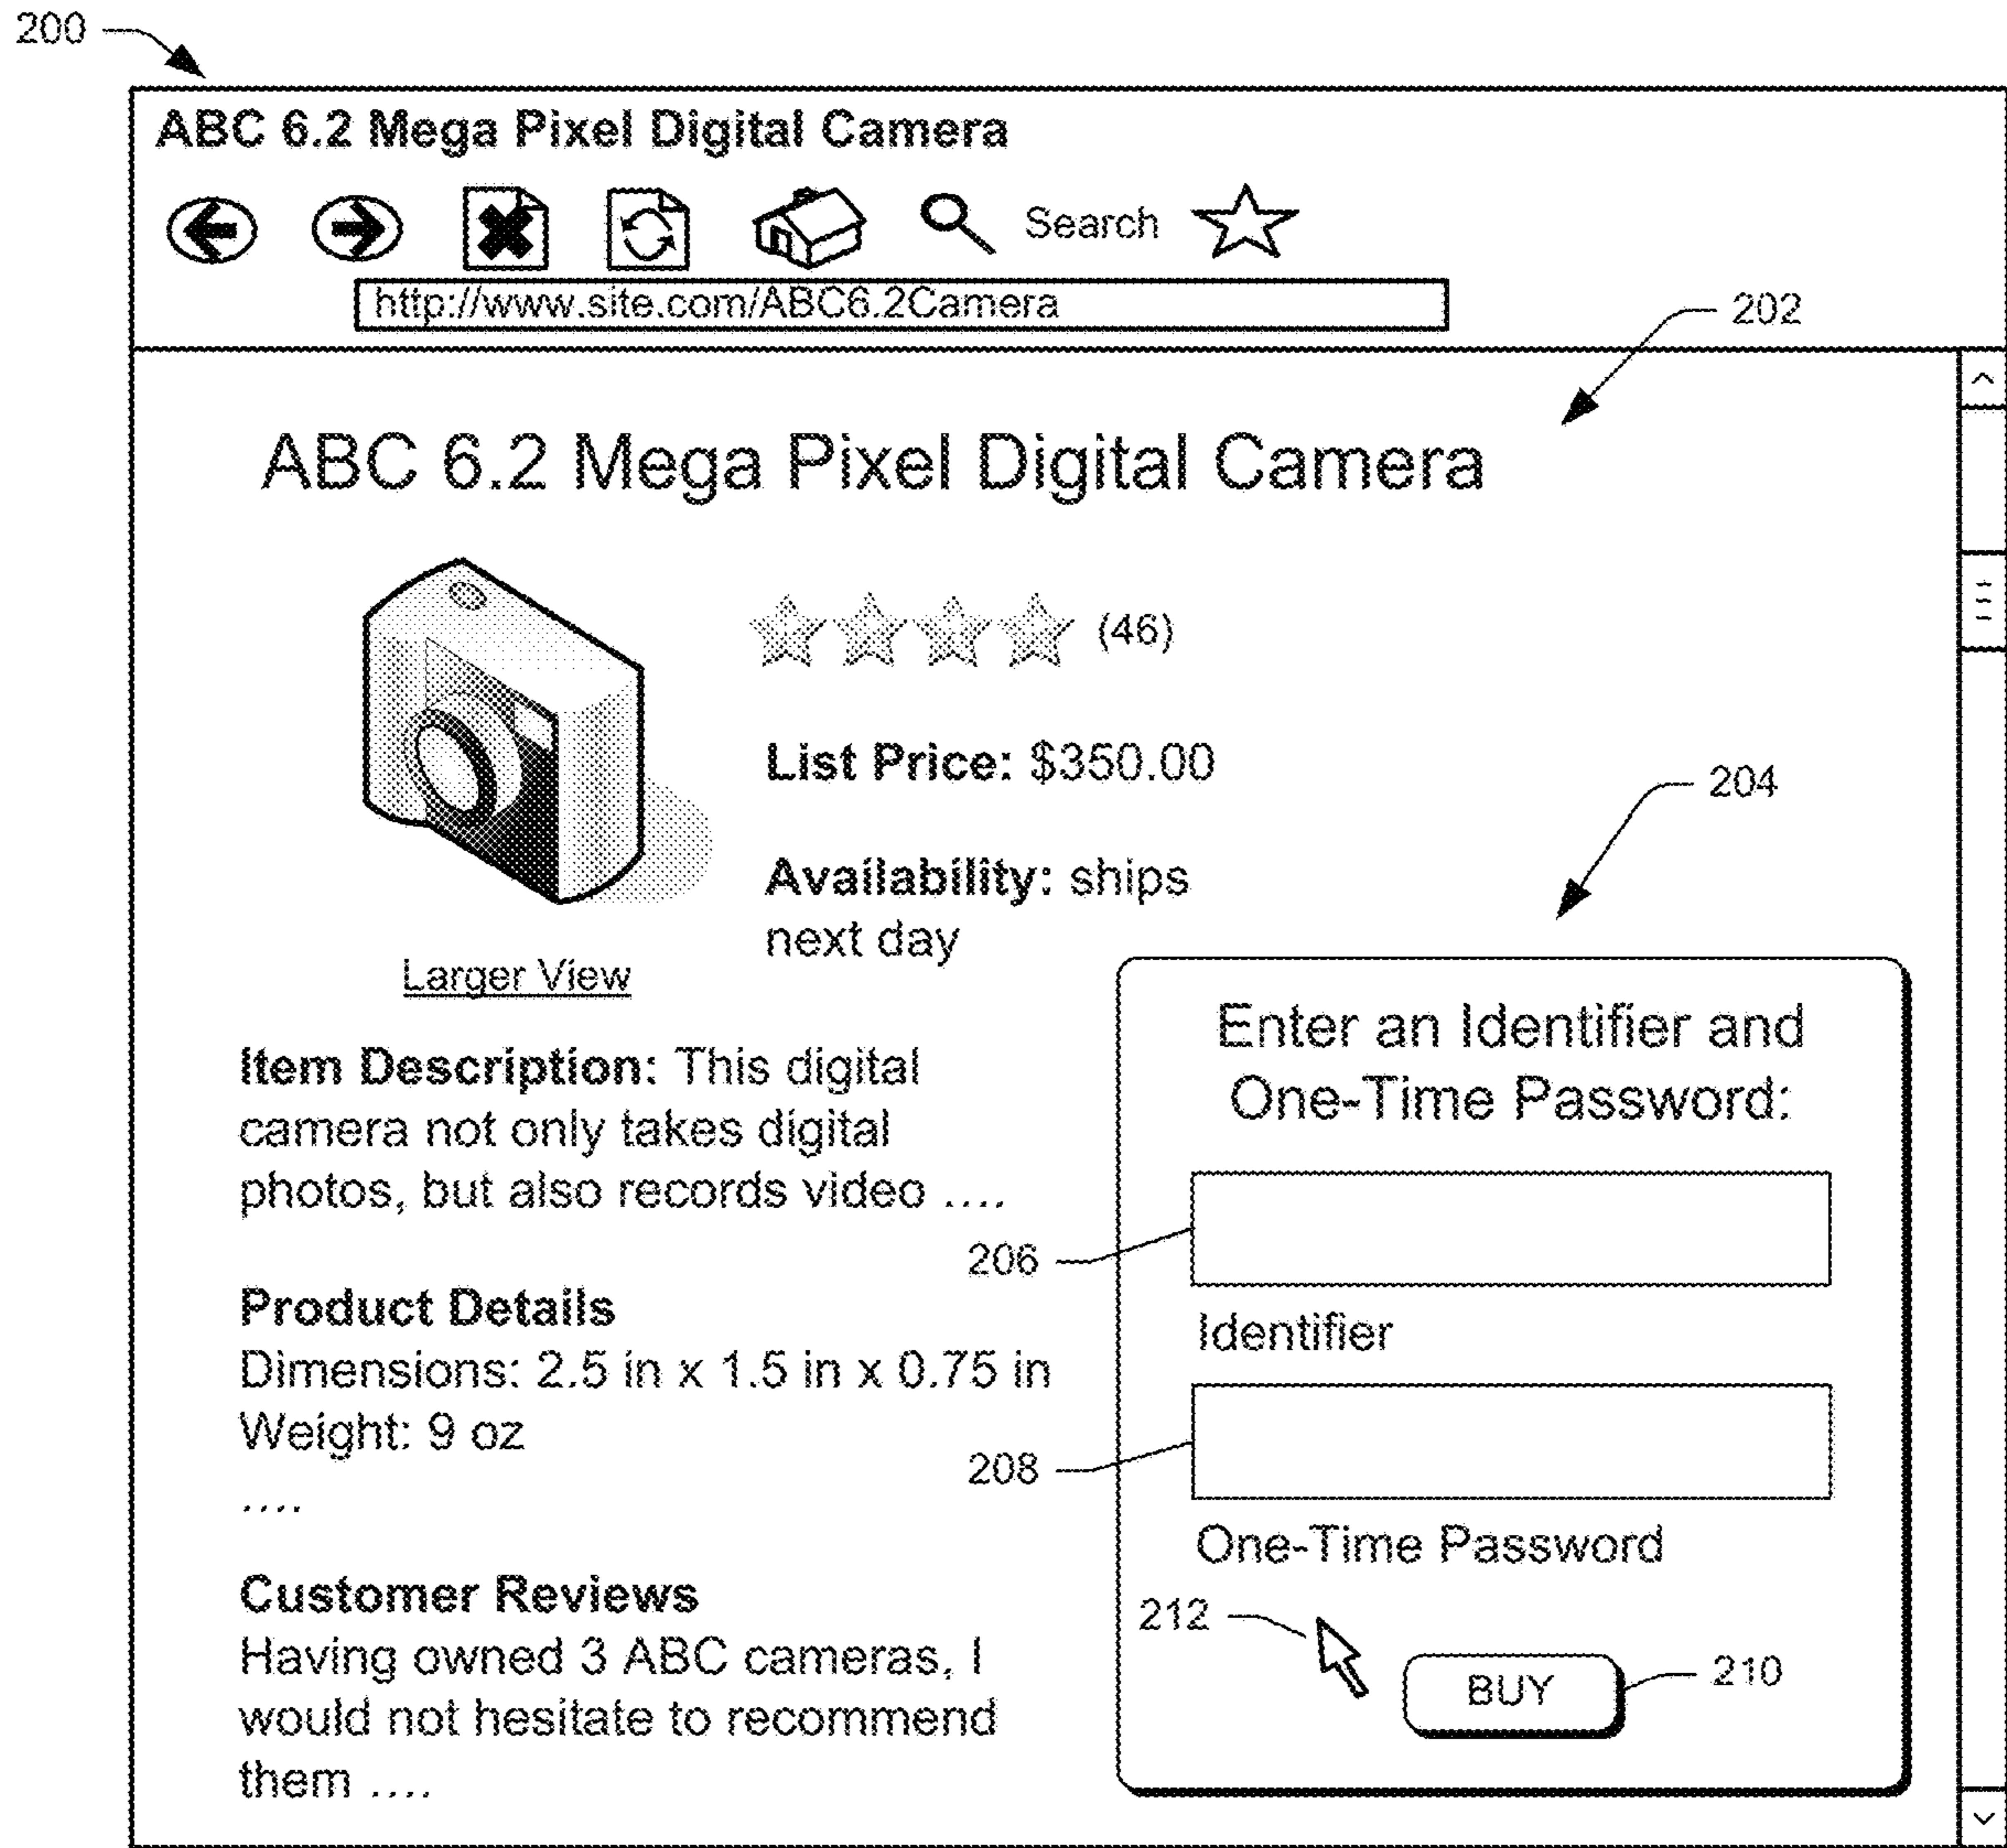 200
ABC 6.2 Mega Pixel Digital Camera
Search
http://www.site.com/ABC6.2Camera
202
ABC 6.2 Mega Pixel Digital Camera
(46)
List Price: $350.00
204
Availability: ships
next day
Larger View
Item Description: This digital
camera not only takes digital
photos, but also records video ....
Product Details
Dimensions: 2.5 in x 1.5 in x 0.75 in
Weight: 9 oz
....
Customer Reviews
Having owned 3 ABC cameras, I
would not hesitate to recommend
them ....
Enter an Identifier and
One-Time Password:
206
Identifier
208
One-Time Password
212
BUY
210